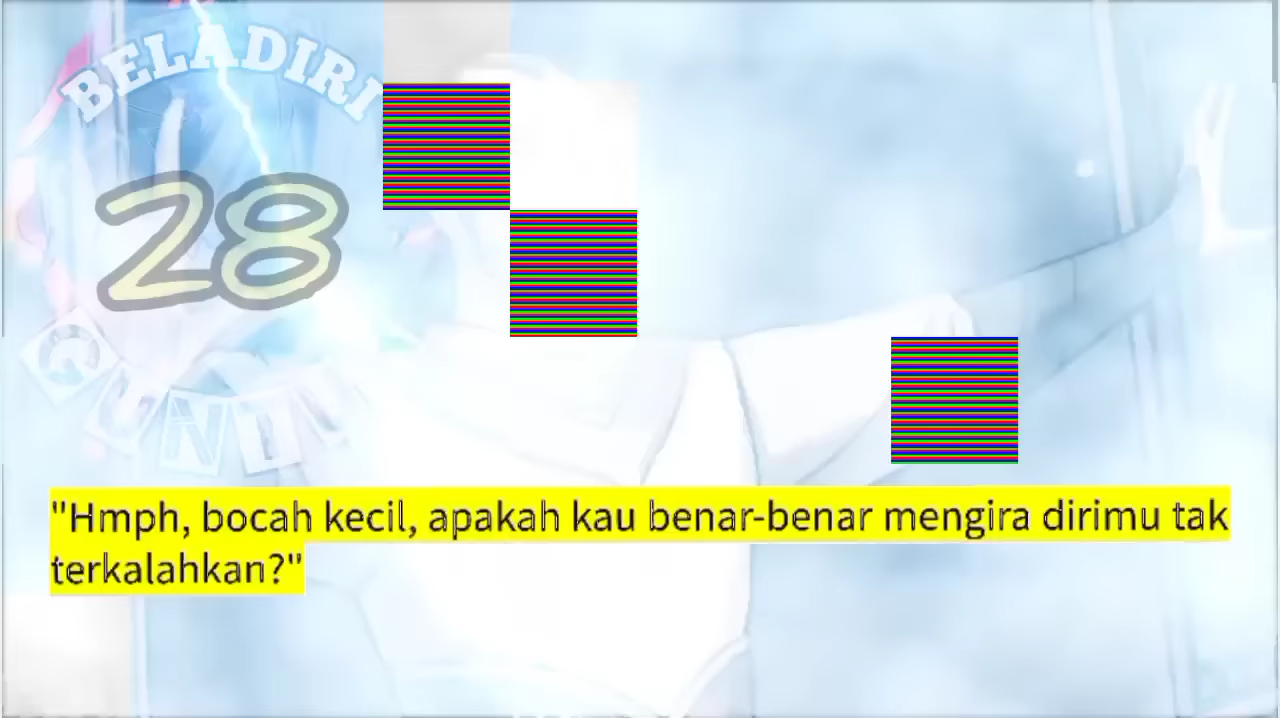 BELADIRI
28
"Hmph, bocah kecil, apakah kau benar-benar mengira dirimu tak
terkalahkan?"